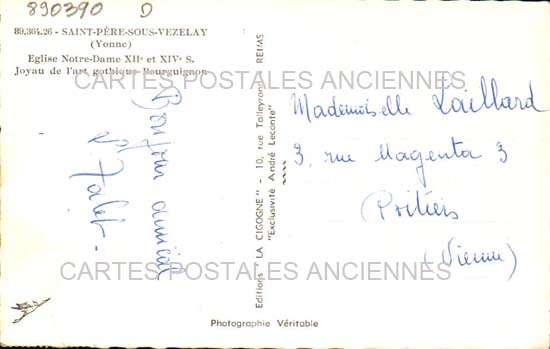 890390 D
89.364.26 - SAINT-PÈRE-SOUS-VEZELAY
(Yonne)
Eglise Notre-Dame XIIe et XIVe S.
Joyau de l'art gothique Bourguignon
CARTES POSTALES ANCIENNES
Bonjour amical
Editions "LA CIGOGNE" - 10, rue Talleyrand - REIMS
"Exclusivité André Leconte"
Mademoiselle Laillard
3, rue Magenta 3
Poitiers
(Vienne)
CARTES POSTALES ANCIENNES
Photographie Véritable